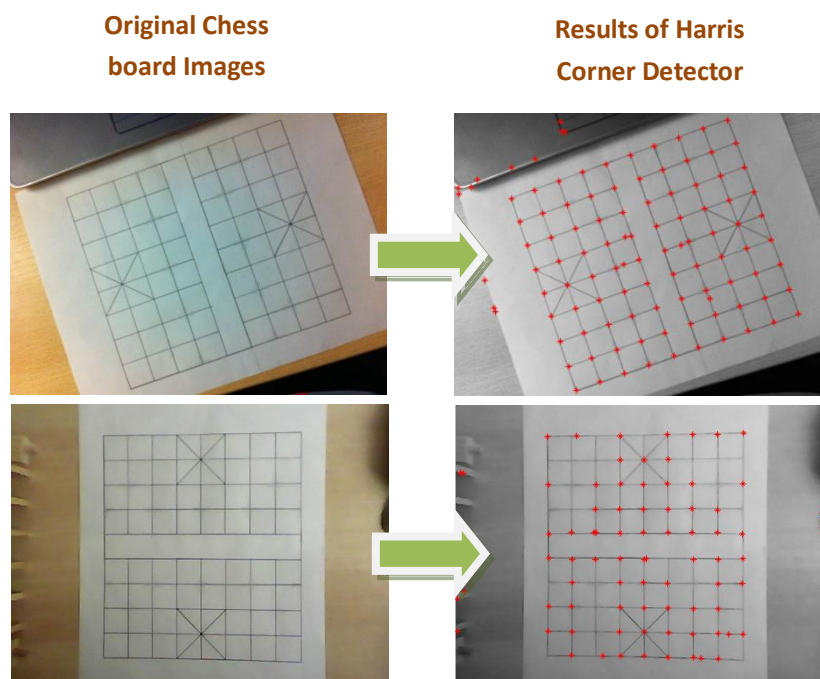 Original Chess
board Images
Results of Harris
Corner Detector